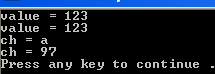 value = 123
value = 123
ch = a
ch = 97
Press any key to continue .